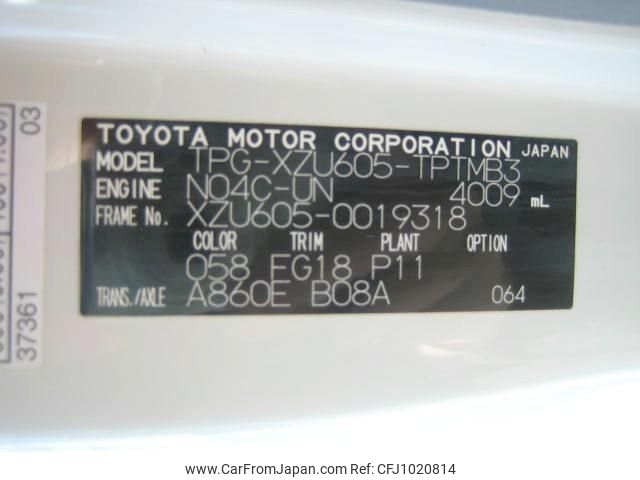 TOYOTA MOTOR CORPORATION JAPAN
MODEL TPG-XZU605-TPTMB3
ENGINE N04C-UN 4009 mL
FRAME No. XZU605-0019318
COLOR TRIM PLANT OPTION
058 FG18 P11
TRANS./AXLE A860E B08A 064
03
37361
www.CarFromJapan.com | CarFromJapan | CFJ1020814